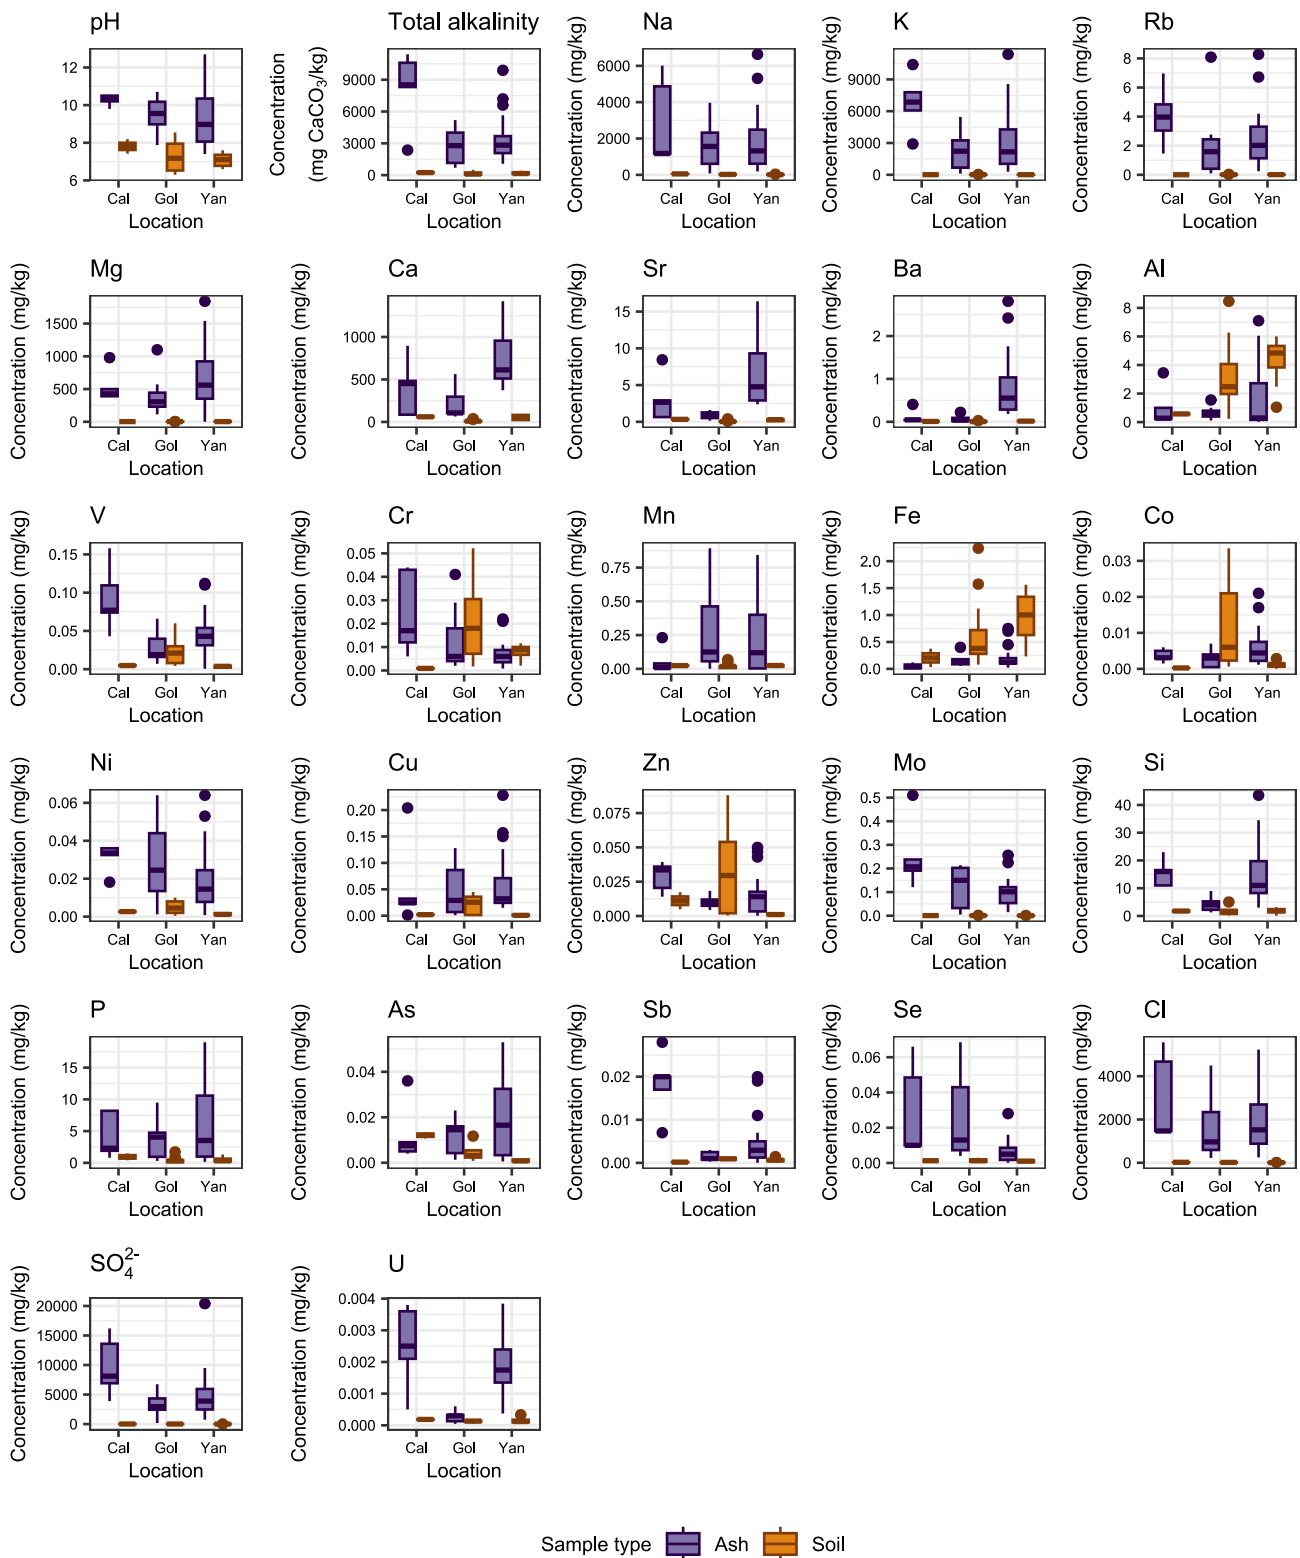 pH
12
10
8
6
Cal Gol Yan
Location
Total alkalinity
Concentration
(mg CaCO₃/kg)
9000
6000
3000
0
Cal Gol Yan
Location
Na
Concentration (mg/kg)
6000
4000
2000
0
Cal Gol Yan
Location
K
Concentration (mg/kg)
9000
6000
3000
0
Cal Gol Yan
Location
Rb
Concentration (mg/kg)
8
6
4
2
0
Cal Gol Yan
Location
Mg
Concentration (mg/kg)
1500
1000
500
0
Cal Gol Yan
Location
Ca
Concentration (mg/kg)
1000
500
0
Cal Gol Yan
Location
Sr
Concentration (mg/kg)
15
10
5
0
Cal Gol Yan
Location
Ba
Concentration (mg/kg)
2
1
0
Cal Gol Yan
Location
Al
Concentration (mg/kg)
8
6
4
2
0
Cal Gol Yan
Location
V
Concentration (mg/kg)
0.15
0.10
0.05
0.00
Cal Gol Yan
Location
Cr
Concentration (mg/kg)
0.05
0.04
0.03
0.02
0.01
0.00
Cal Gol Yan
Location
Mn
Concentration (mg/kg)
0.75
0.50
0.25
0.00
Cal Gol Yan
Location
Fe
Concentration (mg/kg)
2.0
1.5
1.0
0.5
0.0
Cal Gol Yan
Location
Co
Concentration (mg/kg)
0.03
0.02
0.01
0.00
Cal Gol Yan
Location
Ni
Concentration (mg/kg)
0.06
0.04
0.02
0.00
Cal Gol Yan
Location
Cu
Concentration (mg/kg)
0.20
0.15
0.10
0.05
0.00
Cal Gol Yan
Location
Zn
Concentration (mg/kg)
0.075
0.050
0.025
0.000
Cal Gol Yan
Location
Mo
Concentration (mg/kg)
0.5
0.4
0.3
0.2
0.1
0.0
Cal Gol Yan
Location
Si
Concentration (mg/kg)
40
30
20
10
0
Cal Gol Yan
Location
P
Concentration (mg/kg)
15
10
5
0
Cal Gol Yan
Location
As
Concentration (mg/kg)
0.04
0.02
0.00
Cal Gol Yan
Location
Sb
Concentration (mg/kg)
0.02
0.01
0.00
Cal Gol Yan
Location
Se
Concentration (mg/kg)
0.06
0.04
0.02
0.00
Cal Gol Yan
Location
Cl
Concentration (mg/kg)
4000
2000
0
Cal Gol Yan
Location
SO₄²⁻
Concentration (mg/kg)
20000
15000
10000
5000
0
Cal Gol Yan
Location
U
Concentration (mg/kg)
0.004
0.003
0.002
0.001
0.000
Cal Gol Yan
Location
Sample type Ash Soil